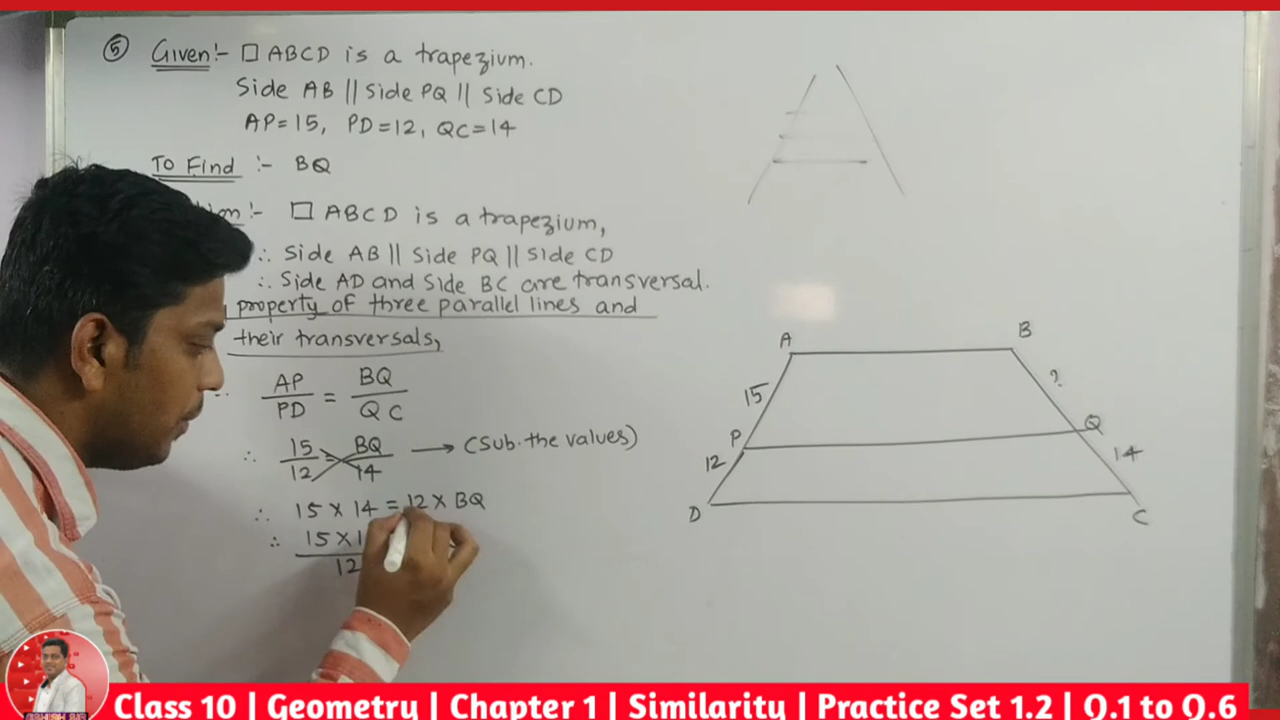 ⑤ Given:- □ ABCD is a trapezium.
Side AB || Side PQ || Side CD
AP=15, PD=12, QC=14
To Find :- BQ
:- □ ABCD is a trapezium,
∴ Side AB || Side PQ || Side CD
∴ Side AD and Side BC are transversal.
property of three parallel lines and
their transversals,
∴ AP/PD = BQ/QC
∴ 15/12 = BQ/14 → (Sub. the values)
∴ 15 × 14 = 12 × BQ
∴ 15 × 1
12
A
B
15
?
P
Q
12
14
D
C
Class 10 | Geometry | Chapter 1 | Similarity | Practice Set 1.2 | Q.1 to Q.6